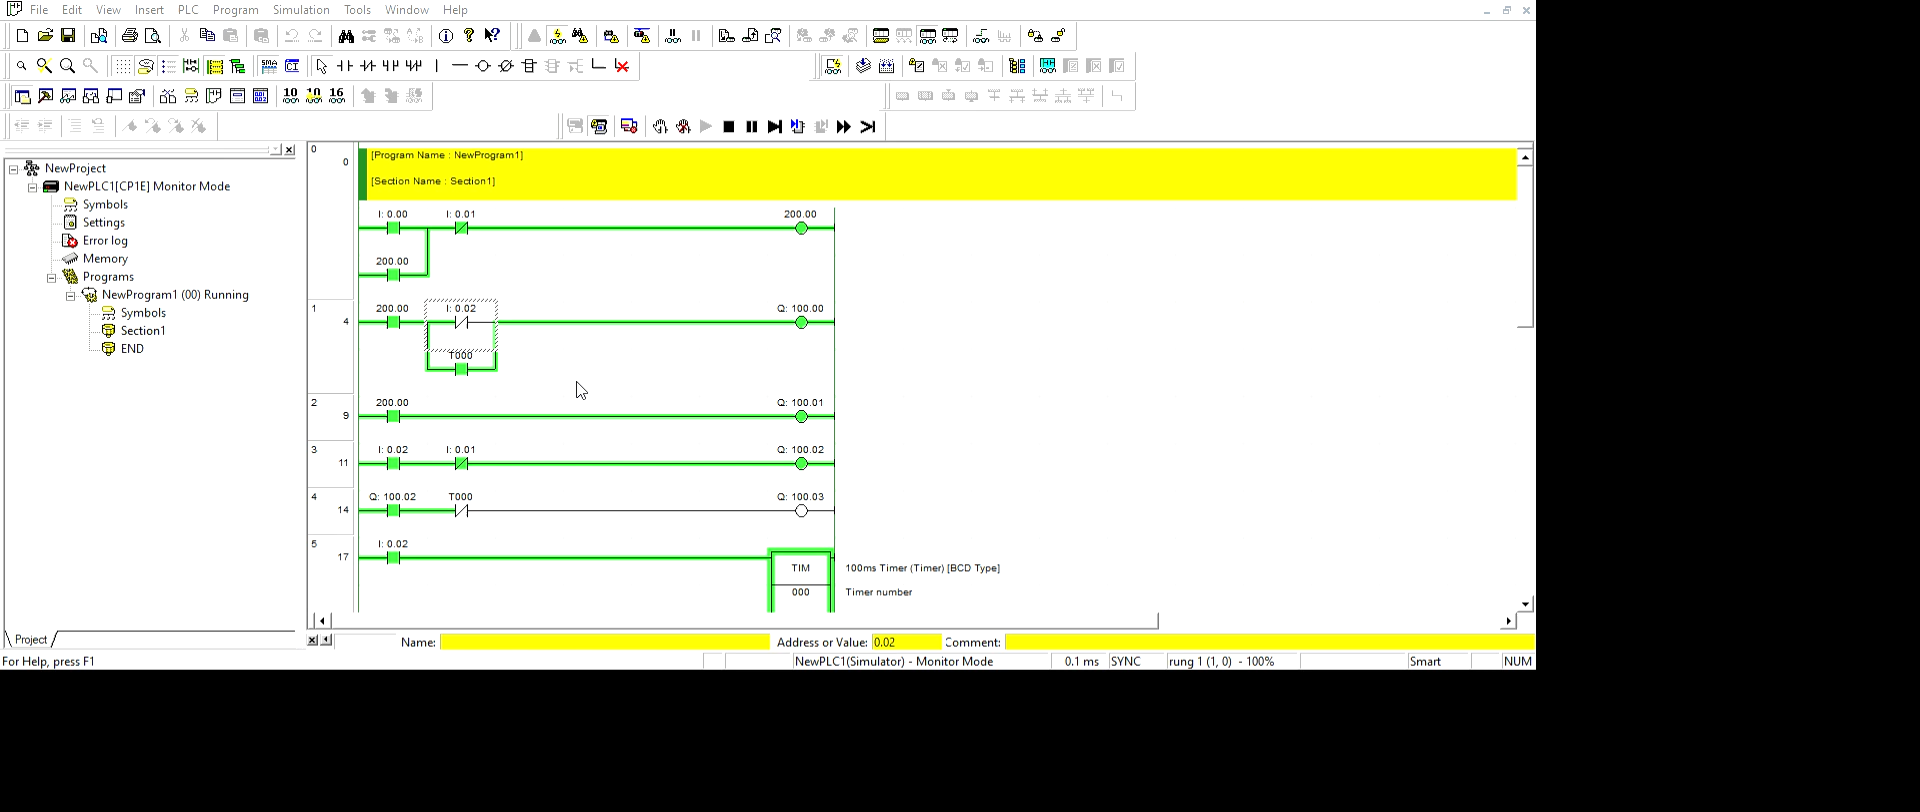 File Edit View Insert PLC Program Simulation Tools Window Help
SMA CI
10 10 16
NewProject
NewPLC1[CP1E] Monitor Mode
Symbols
Settings
Error log
Memory
Programs
NewProgram1 (00) Running
Symbols
Section1
END
Project
0
0
[Program Name : NewProgram1]
[Section Name : Section1]
I: 0.00 I: 0.01 200.00
200.00
1
4
200.00 I: 0.02 Q: 100.00
T000
2
9
200.00 Q: 100.01
3
11
I: 0.02 I: 0.01 Q: 100.02
4
14
Q: 100.02 T000 Q: 100.03
5
17
I: 0.02
TIM 100ms Timer (Timer) [BCD Type]
000 Timer number
Name: Address or Value: 0.02 Comment:
For Help, press F1 NewPLC1(Simulator) - Monitor Mode 0.1 ms SYNC rung 1 (1, 0) - 100% Smart NUM